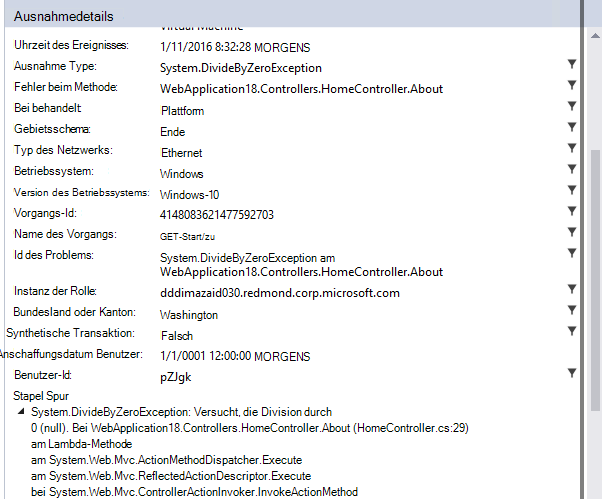 Ausnahmedetails
Virtual Machine
Uhrzeit des Ereignisses: 1/11/2016 8:32:28 MORGENS
Ausnahme Type: System.DivideByZeroException
Fehler beim Methode: WebApplication18.Controllers.HomeController.About
Bei behandelt: Plattform
Gebietsschema: Ende
Typ des Netzwerks: Ethernet
Betriebssystem: Windows
Version des Betriebssystems: Windows-10
Vorgangs-Id: 4148083621477592703
Name des Vorgangs: GET-Start/zu
Id des Problems: System.DivideByZeroException am
WebApplication18.Controllers.HomeController.About
Instanz der Rolle: dddimazaid030.redmond.corp.microsoft.com
Bundesland oder Kanton: Washington
Synthetische Transaktion: Falsch
Anschaffungsdatum Benutzer: 1/1/0001 12:00:00 MORGENS
Benutzer-Id: pZJgk
Stapel Spur
System.DivideByZeroException: Versucht, die Division durch
0 (null). Bei WebApplication18.Controllers.HomeController.About (HomeController.cs:29)
am Lambda-Methode
am System.Web.Mvc.ActionMethodDispatcher.Execute
am System.Web.Mvc.ReflectedActionDescriptor.Execute
bei System.Web.Mvc.ControllerActionInvoker.InvokeActionMethod